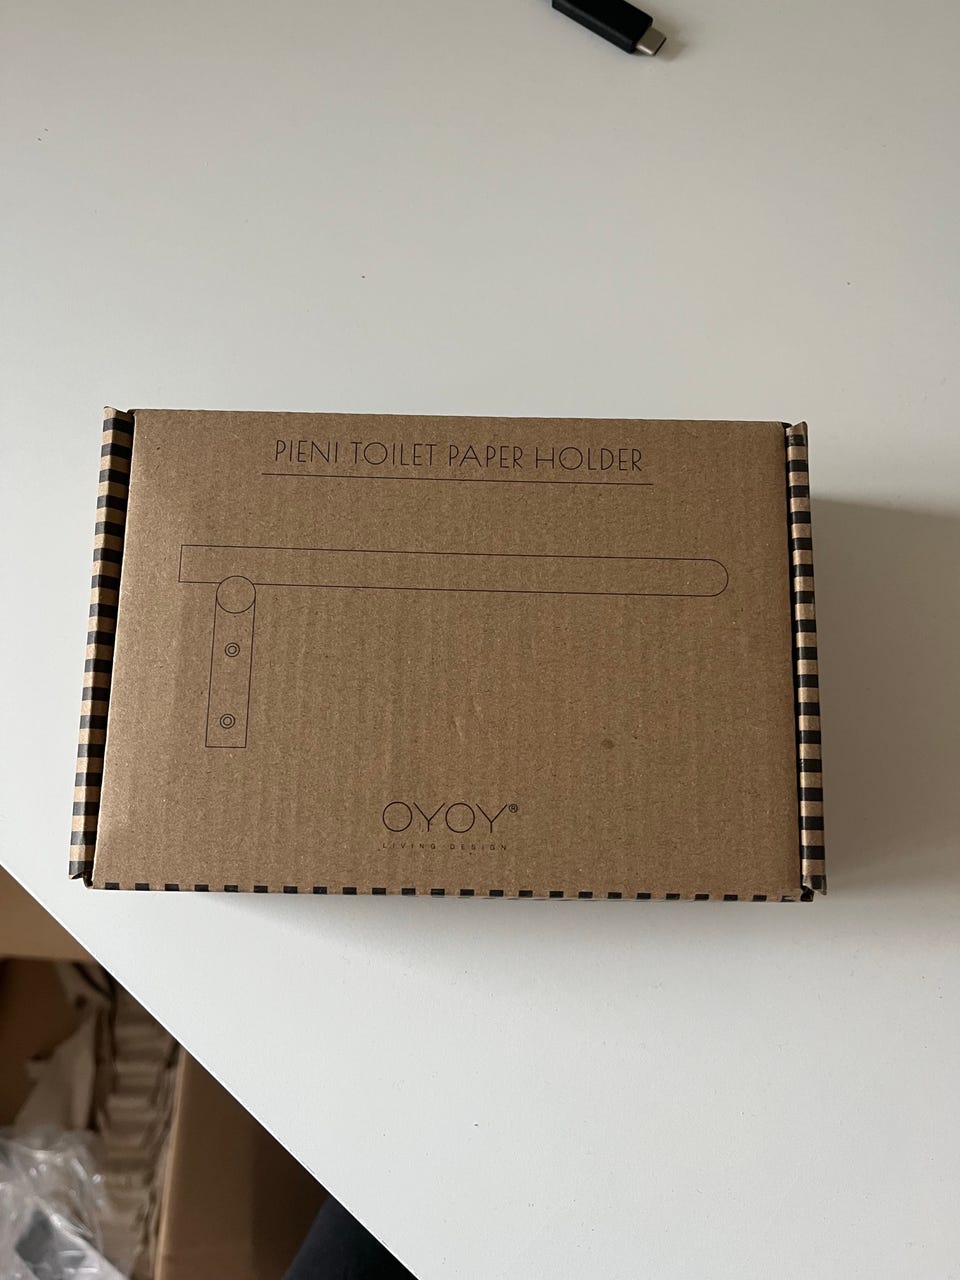 PIENI TOILET PAPER HOLDER
OYOY®
LIVING DESIGN